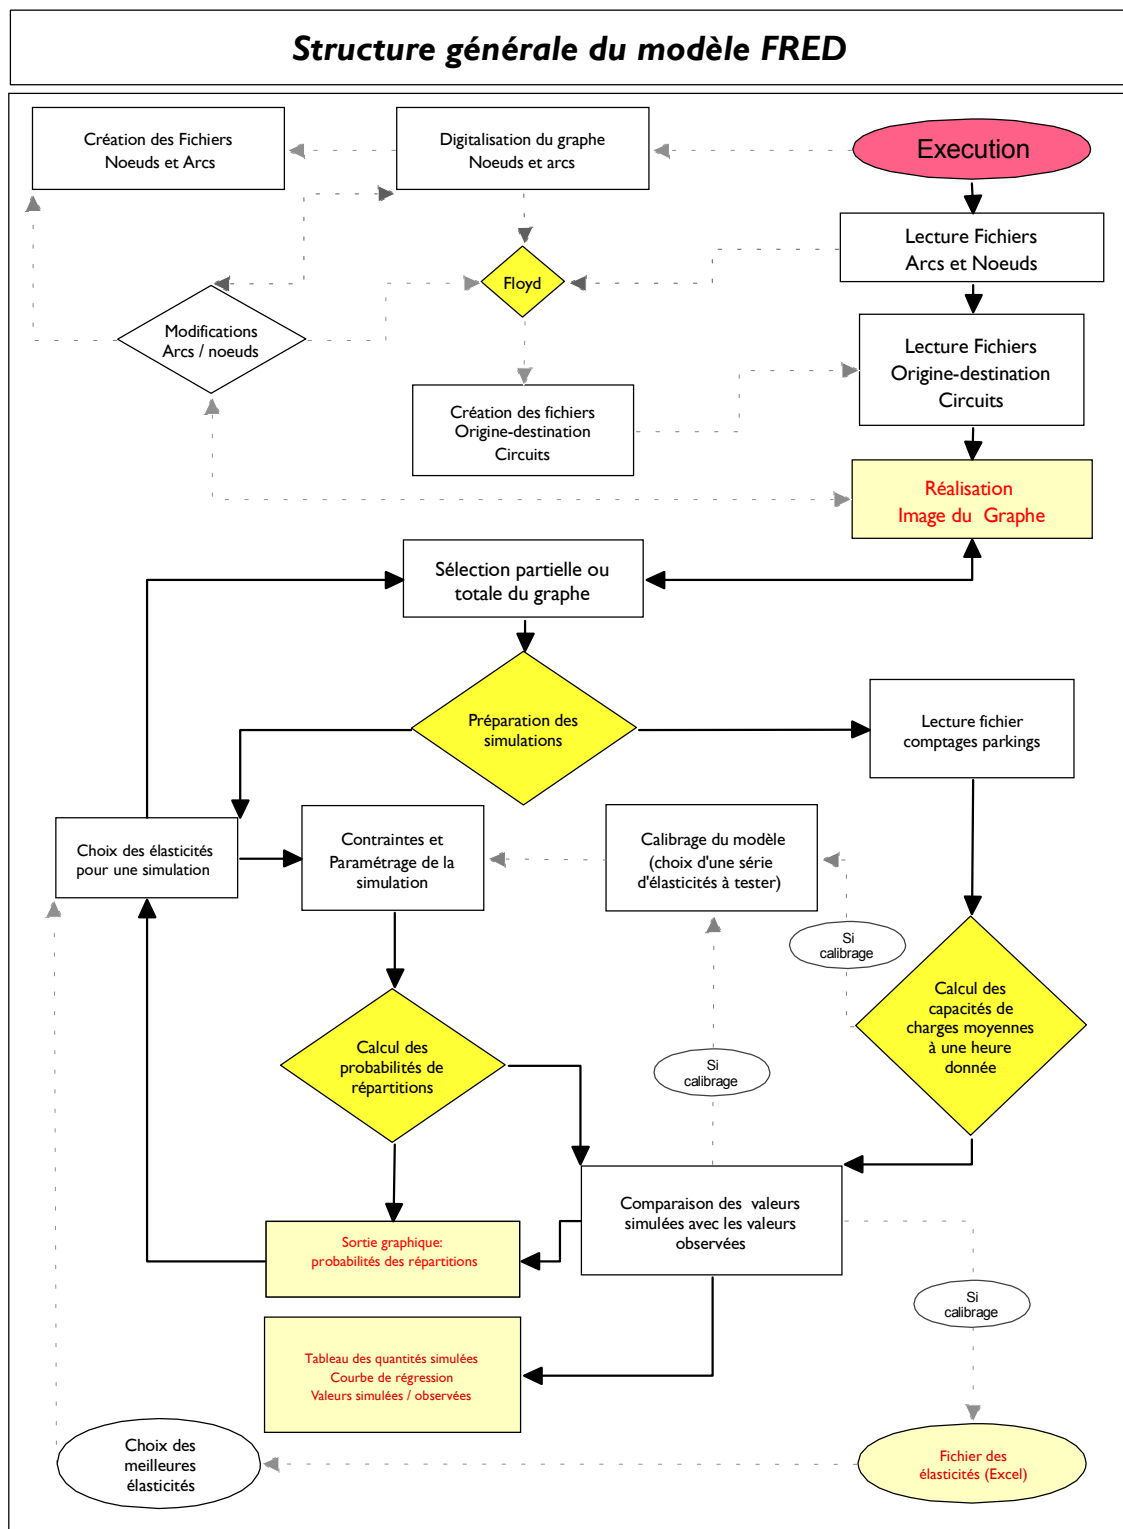 Structure générale du modèle FRED
Création des Fichiers
Noeuds et Arcs
Digitalisation du graphe
Noeuds et arcs
Execution
Lecture Fichiers
Arcs et Noeuds
Floyd
Modifications
Arcs / noeuds
Lecture Fichiers
Origine-destination
Circuits
Création des fichiers
Origine-destination
Circuits
Réalisation
Image du Graphe
Sélection partielle ou
totale du graphe
Préparation des
simulations
Lecture fichier
comptages parkings
Choix des élasticités
pour une simulation
Contraintes et
Paramétrage de la
simulation
Calibrage du modèle
(choix d'une série
d'élasticités à tester)
Si
calibrage
Calcul des
capacités de
charges moyennes
à une heure
donnée
Calcul des
probabilités de
répartitions
Si
calibrage
Comparaison des valeurs
simulées avec les valeurs
observées
Sortie graphique:
probabilités des répartitions
Si
calibrage
Tableau des quantités simulées
Courbe de régression
Valeurs simulées / observées
Choix des
meilleures
élasticités
Fichier des
élasticités (Excel)